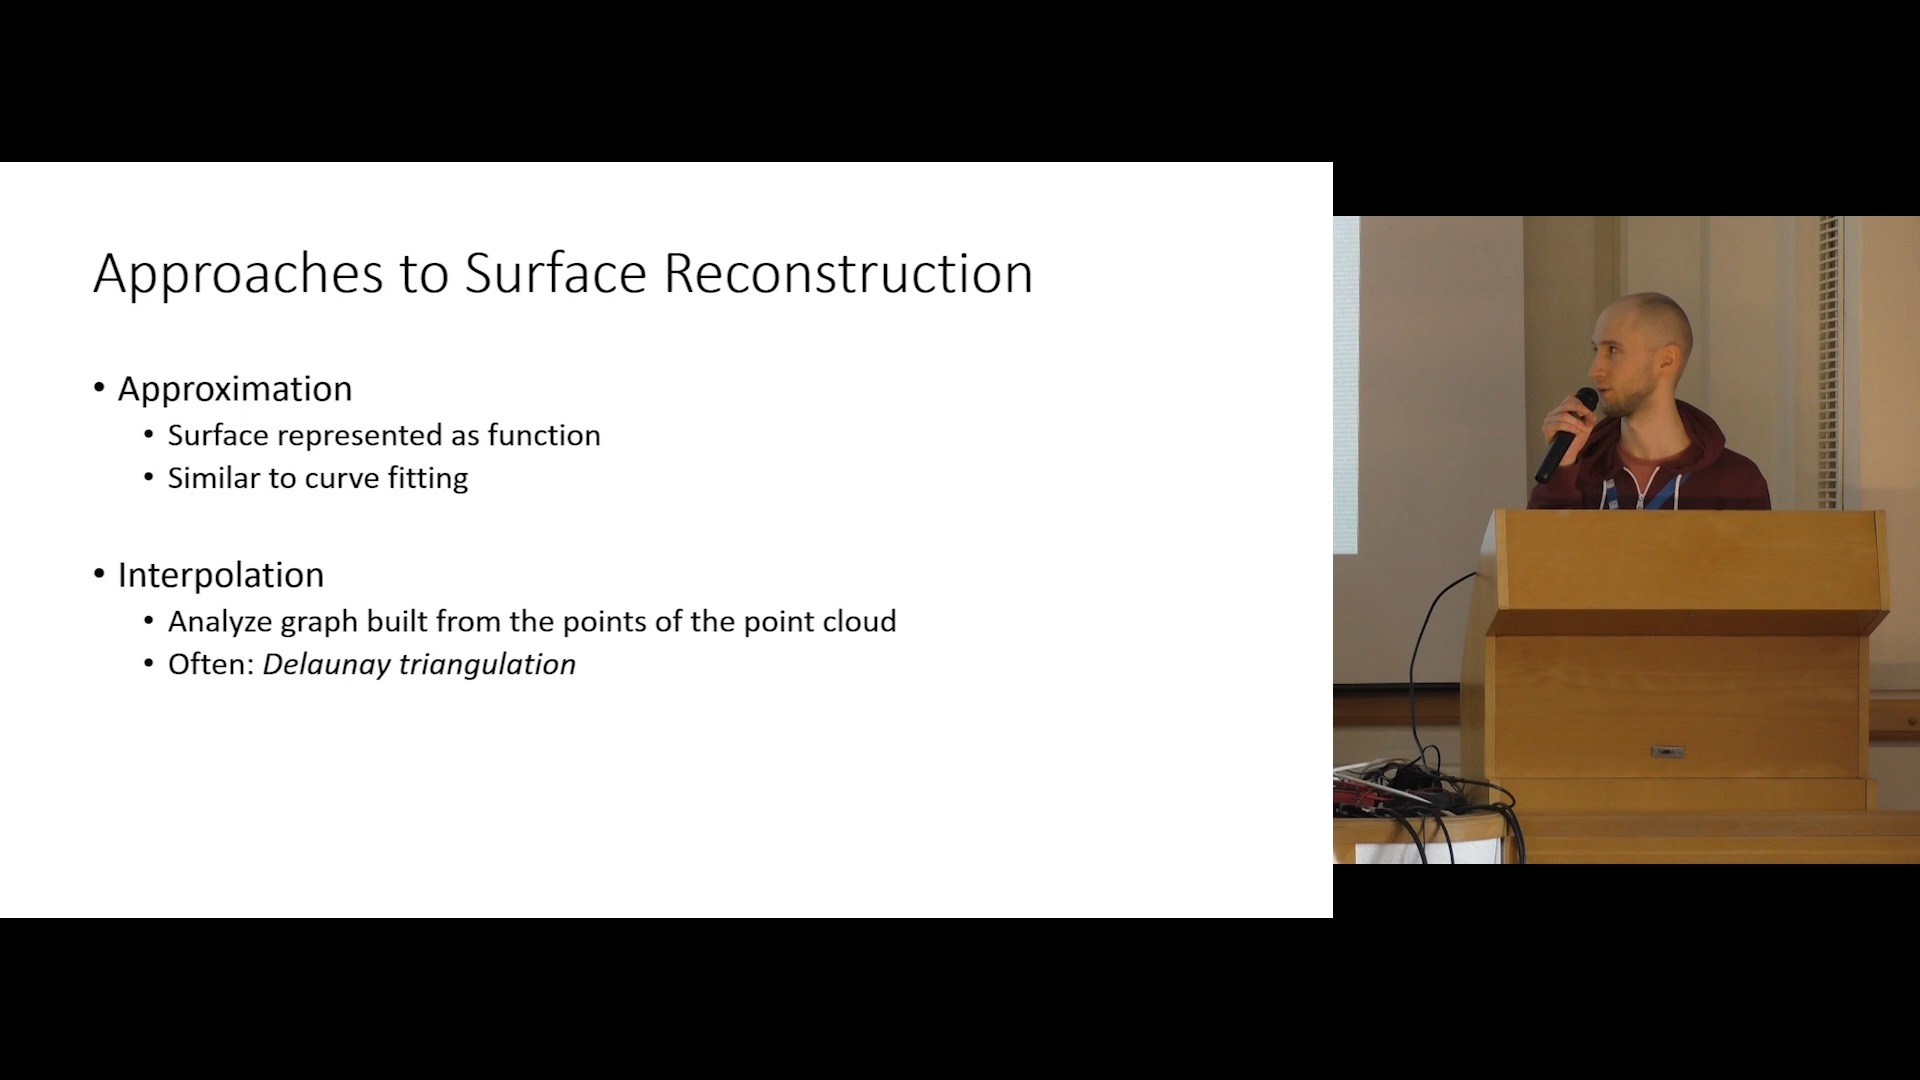 Approaches to Surface Reconstruction
• Approximation
• Surface represented as function
• Similar to curve fitting
• Interpolation
• Analyze graph built from the points of the point cloud
• Often: Delaunay triangulation